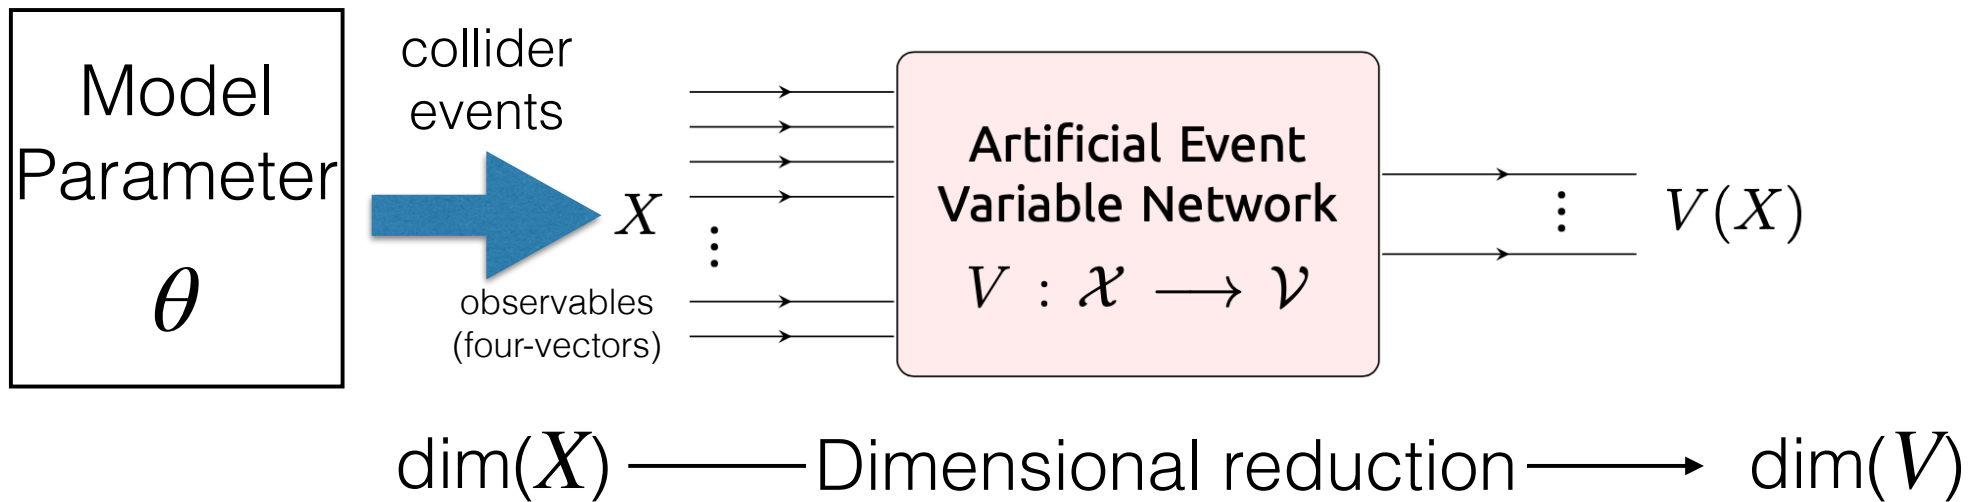 Model
Parameter
θ
collider
events
X
⋮
observables
(four-vectors)
Artificial Event
Variable Network
V : 𝒳 ⟶ 𝒱
⋮
V(X)
dim(X) Dimensional reduction dim(V)